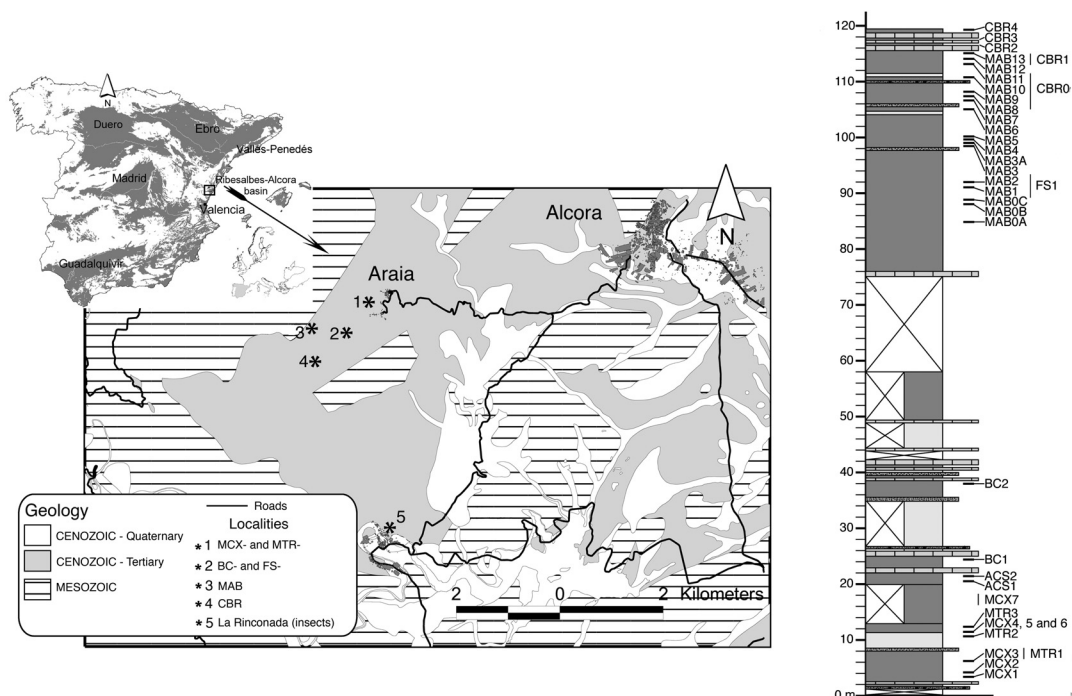 N
Duero
Ebro
Vallès-Penedés
Madrid
Ribesalbes-Alcora
basin
Valencia
Guadalquivir
Alcora
N
Araia
1*
3*
2*
4*
5
*
Geology
CENOZOIC - Quaternary
CENOZOIC - Tertiary
MESOZOIC
Roads
Localities
*1 MCX- and MTR-
*2 BC- and FS-
*3 MAB
*4 CBR
*5 La Rinconada (insects)
2 0 2 Kilometers
120
110
100
90
80
70
60
50
40
30
20
10
0 m
CBR4
CBR3
CBR2
MAB13 | CBR1
MAB12
MAB11
MAB10 | CBR0
MAB9
MAB8
MAB7
MAB6
MAB5
MAB4
MAB3A
MAB3
MAB2 | FS1
MAB1
MAB0C
MAB0B
MAB0A
BC2
BC1
ACS2
ACS1
| MCX7
MTR3
MCX4, 5 and 6
MTR2
MCX3 | MTR1
MCX2
MCX1